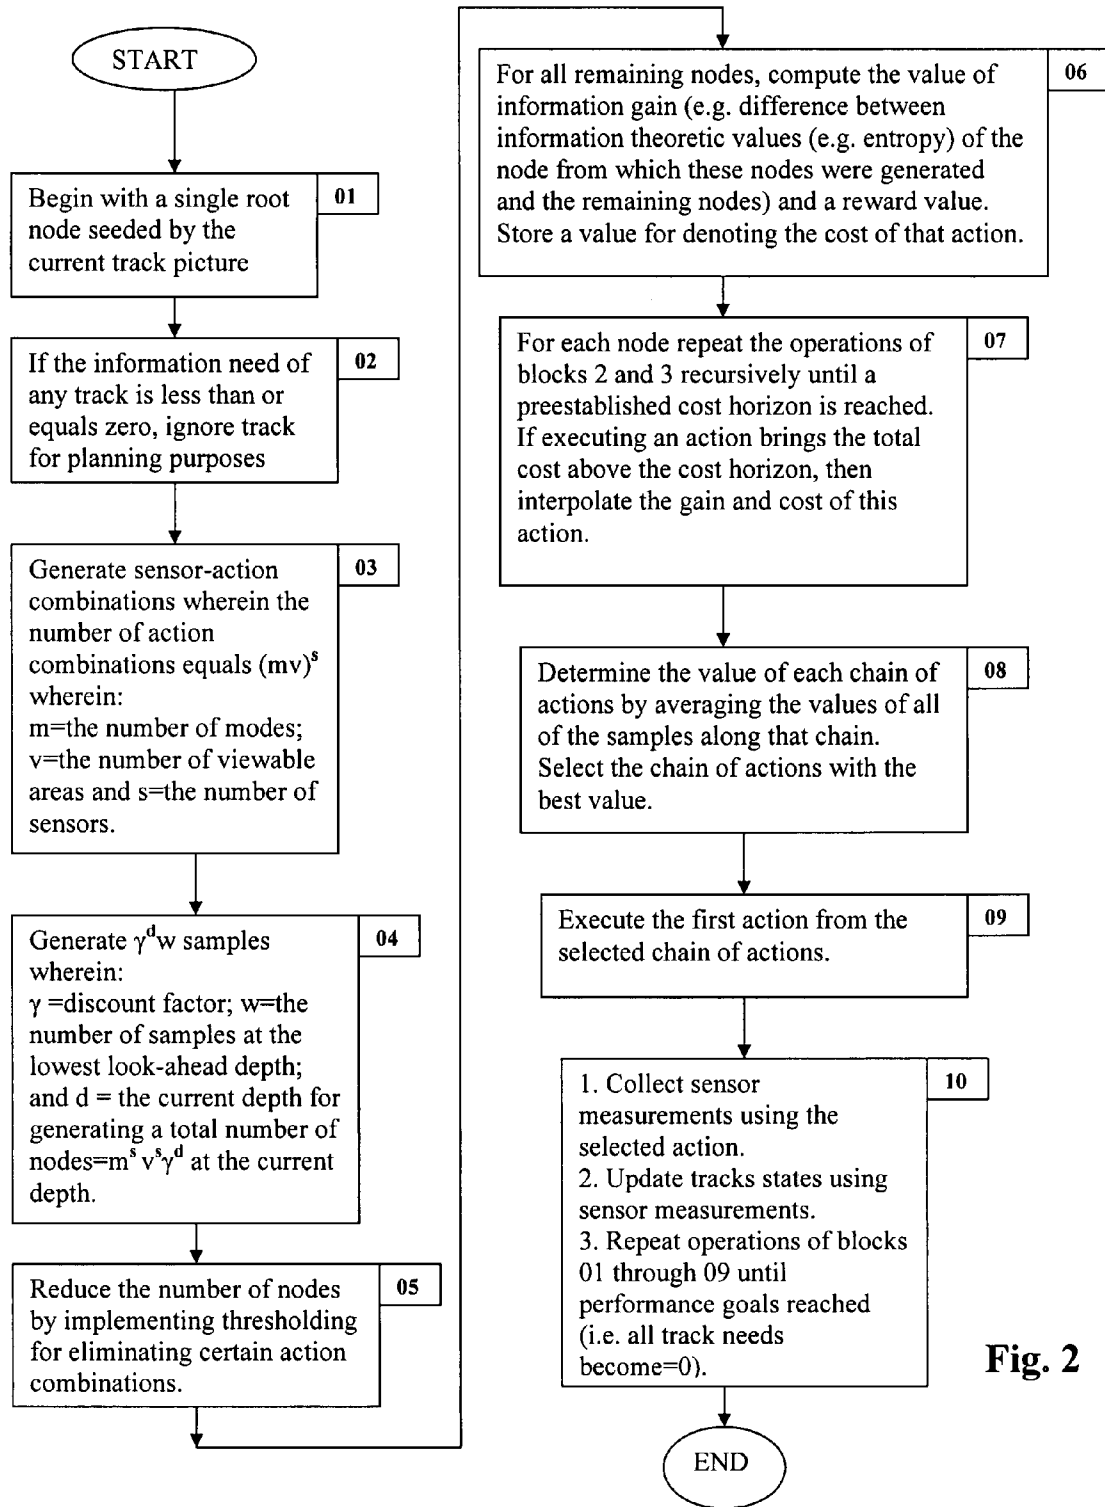 START
01
Begin with a single root
node seeded by the
current track picture
02
If the information need of
any track is less than or
equals zero, ignore track
for planning purposes
03
Generate sensor-action
combinations wherein the
number of action
combinations equals (mv)ˢ
wherein:
m=the number of modes;
v=the number of viewable
areas and s=the number of
sensors.
04
Generate γᵈw samples
wherein:
γ =discount factor; w=the
number of samples at the
lowest look-ahead depth;
and d = the current depth for
generating a total number of
nodes=mˢ vˢγᵈ at the current
depth.
05
Reduce the number of nodes
by implementing thresholding
for eliminating certain action
combinations.
06
For all remaining nodes, compute the value of
information gain (e.g. difference between
information theoretic values (e.g. entropy) of the
node from which these nodes were generated
and the remaining nodes) and a reward value.
Store a value for denoting the cost of that action.
07
For each node repeat the operations of
blocks 2 and 3 recursively until a
preestablished cost horizon is reached.
If executing an action brings the total
cost above the cost horizon, then
interpolate the gain and cost of this
action.
08
Determine the value of each chain of
actions by averaging the values of all
of the samples along that chain.
Select the chain of actions with the
best value.
09
Execute the first action from the
selected chain of actions.
10
1. Collect sensor
measurements using the
selected action.
2. Update tracks states using
sensor measurements.
3. Repeat operations of blocks
01 through 09 until
performance goals reached
(i.e. all track needs
become=0).
END
Fig. 2